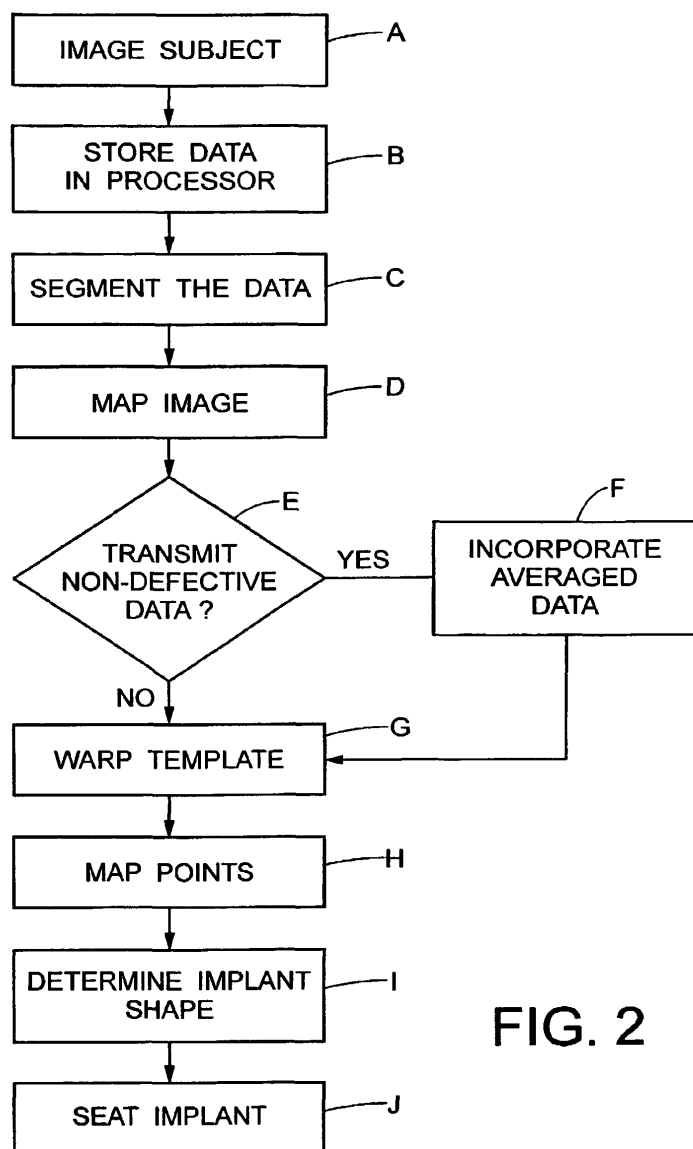 IMAGE SUBJECT
A
STORE DATA
IN PROCESSOR
B
SEGMENT THE DATA
C
MAP IMAGE
D
E
TRANSMIT
NON-DEFECTIVE
DATA?
YES
F
INCORPORATE
AVERAGED
DATA
NO
G
WARP TEMPLATE
MAP POINTS
H
DETERMINE IMPLANT
SHAPE
I
SEAT IMPLANT
J
FIG. 2